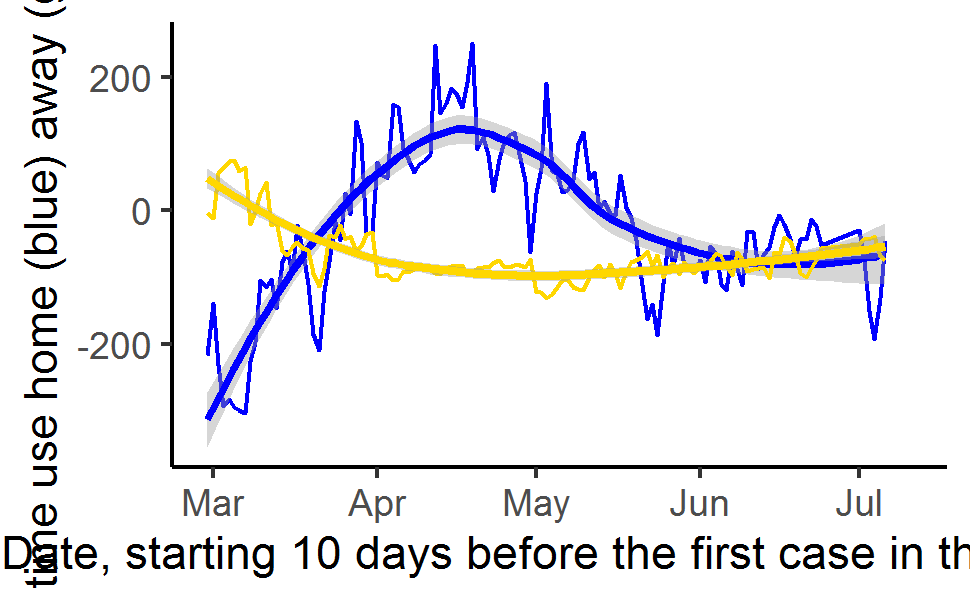 time use home (blue) away (
200
0
-200
Mar Apr May Jun Jul
Date, starting 10 days before the first case in th